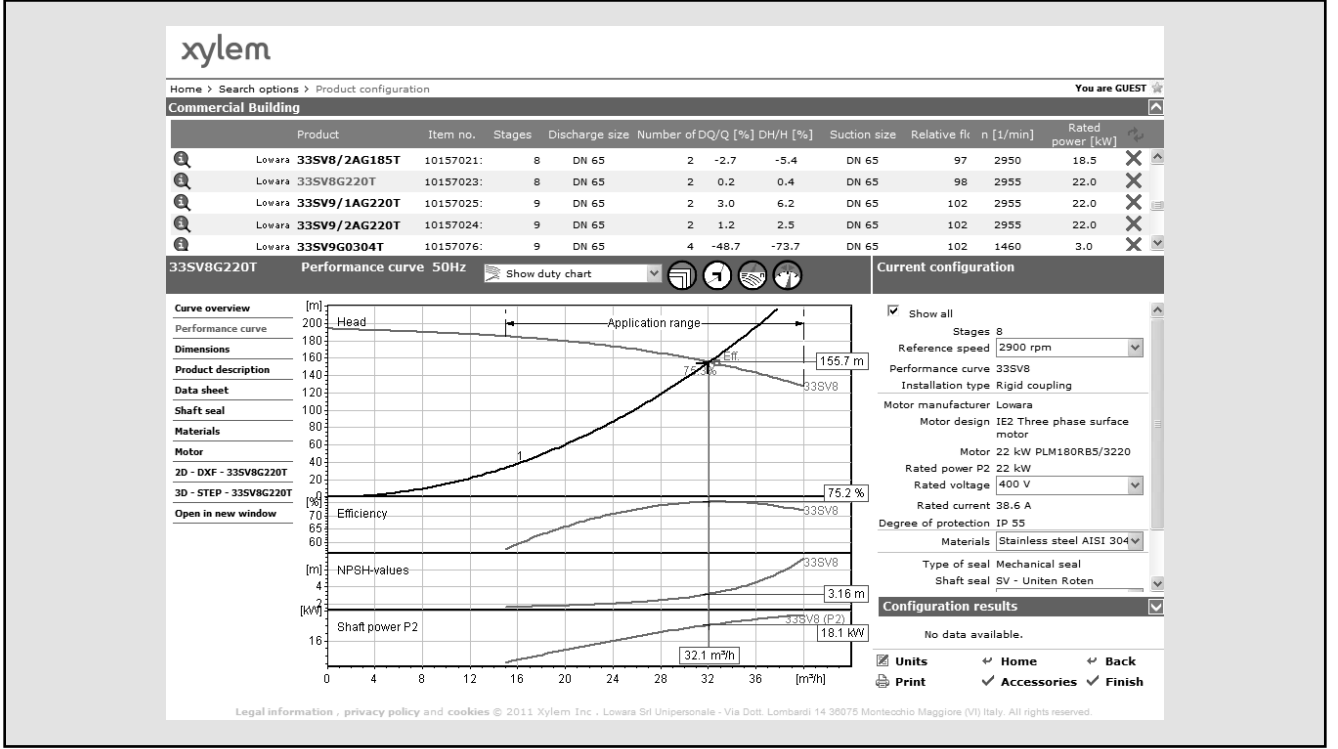 xylem
Home > Search options > Product configuration
You are GUEST
Commercial Building
Product Item no. Stages Discharge size Number of DQ/Q [%] DH/H [%] Suction size Relative flo n [1/min] Rated power [kW]
Lowara 33SV8/2AG185T 10157021: 8 DN 65 2 -2.7 -5.4 DN 65 97 2950 18.5
Lowara 33SV8G220T 10157023: 8 DN 65 2 0.2 0.4 DN 65 98 2955 22.0
Lowara 33SV9/1AG220T 10157025: 9 DN 65 2 3.0 6.2 DN 65 102 2955 22.0
Lowara 33SV9/2AG220T 10157024: 9 DN 65 2 1.2 2.5 DN 65 102 2955 22.0
Lowara 33SV9G0304T 10157076: 9 DN 65 4 -48.7 -73.7 DN 65 102 1460 3.0
33SV8G220T Performance curve 50Hz Show duty chart
Current configuration
Curve overview
Performance curve
Dimensions
Product description
Data sheet
Shaft seal
Materials
Motor
2D - DXF - 33SV8G220T
3D - STEP - 33SV8G220T
Open in new window
[m]
200 Head Application range
180
160 Eff. 155.7 m
140
120 33SV8
100
80
60
1
40
20
0
75.2 %
[%]
70 Efficiency 33SV8
65
60
33SV8
[m] NPSH-values
4
3.16 m
2
[kW]
33SV8 (P2)
Shaft power P2 18.1 kW
16
32.1 m³/h
0 4 8 12 16 20 24 28 32 36 [m³/h]
Show all
Stages 8
Reference speed 2900 rpm
Performance curve 33SV8
Installation type Rigid coupling
Motor manufacturer Lowara
Motor design IE2 Three phase surface
motor
Motor 22 kW PLM180RB5/3220
Rated power P2 22 kW
Rated voltage 400 V
Rated current 38.6 A
Degree of protection IP 55
Materials Stainless steel AISI 304
Type of seal Mechanical seal
Shaft seal SV - Uniten Roten
Configuration results
No data available.
Units Home Back
Print Accessories Finish
Legal information , privacy policy and cookies © 2011 Xylem Inc . Lowara Srl Unipersonale - Via Dott. Lombardi 14 36075 Montecchio Maggiore (VI) Italy. All rights reserved.